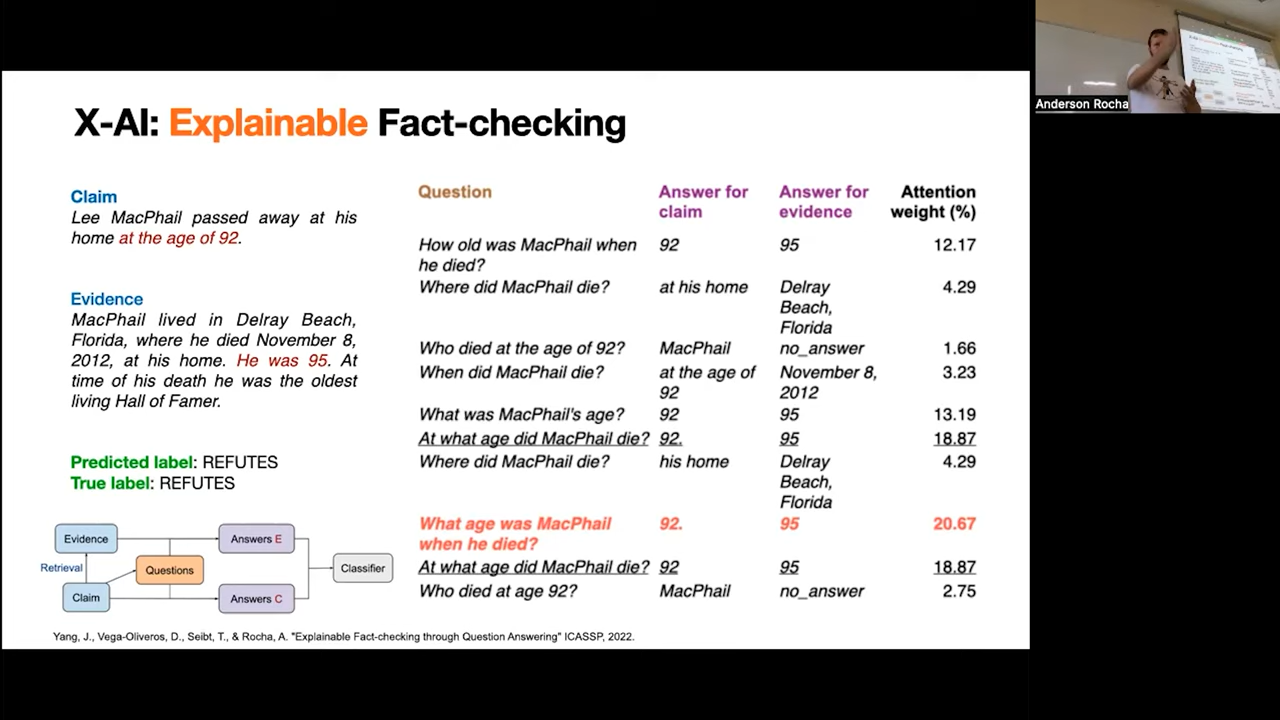 X-AI: Explainable Fact-checking
Claim
Lee MacPhail passed away at his
home at the age of 92.
Evidence
MacPhail lived in Delray Beach,
Florida, where he died November 8,
2012, at his home. He was 95. At
time of his death he was the oldest
living Hall of Famer.
Predicted label: REFUTES
True label: REFUTES
Evidence
Retrieval
Claim
Questions
Answers E
Answers C
Classifier
Question Answer for claim Answer for evidence Attention weight (%)
How old was MacPhail when he died? 92 95 12.17
Where did MacPhail die? at his home Delray Beach, Florida 4.29
Who died at the age of 92? MacPhail no_answer 1.66
When did MacPhail die? at the age of 92 November 8, 2012 3.23
What was MacPhail's age? 92 95 13.19
At what age did MacPhail die? 92. 95 18.87
Where did MacPhail die? his home Delray Beach, Florida 4.29
What age was MacPhail when he died? 92. 95 20.67
At what age did MacPhail die? 92 95 18.87
Who died at age 92? MacPhail no_answer 2.75
Yang, J., Vega-Oliveros, D., Seibt, T., & Rocha, A. "Explainable Fact-checking through Question Answering" ICASSP, 2022.
Anderson Rocha